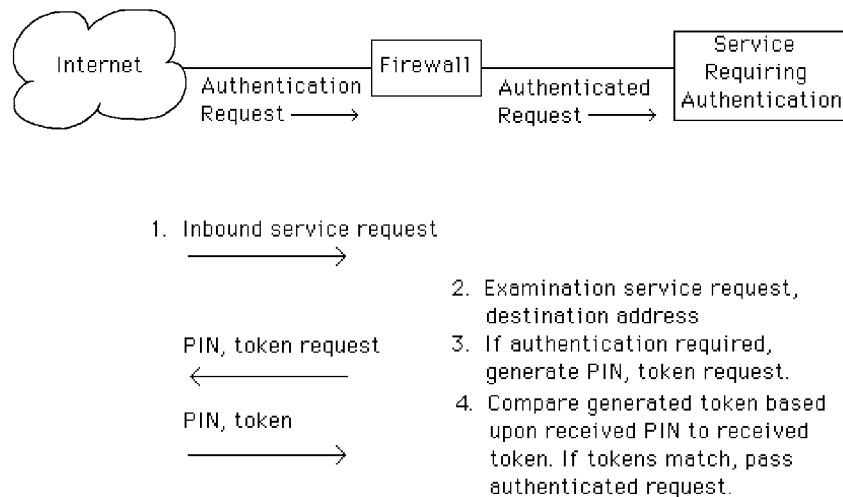 Internet
Firewall
Service
Requiring
Authentication
Authentication
Request
Authenticated
Request
1. Inbound service request
2. Examination service request,
destination address
PIN, token request
3. If authentication required,
generate PIN, token request.
PIN, token
4. Compare generated token based
upon received PIN to received
token. If tokens match, pass
authenticated request.